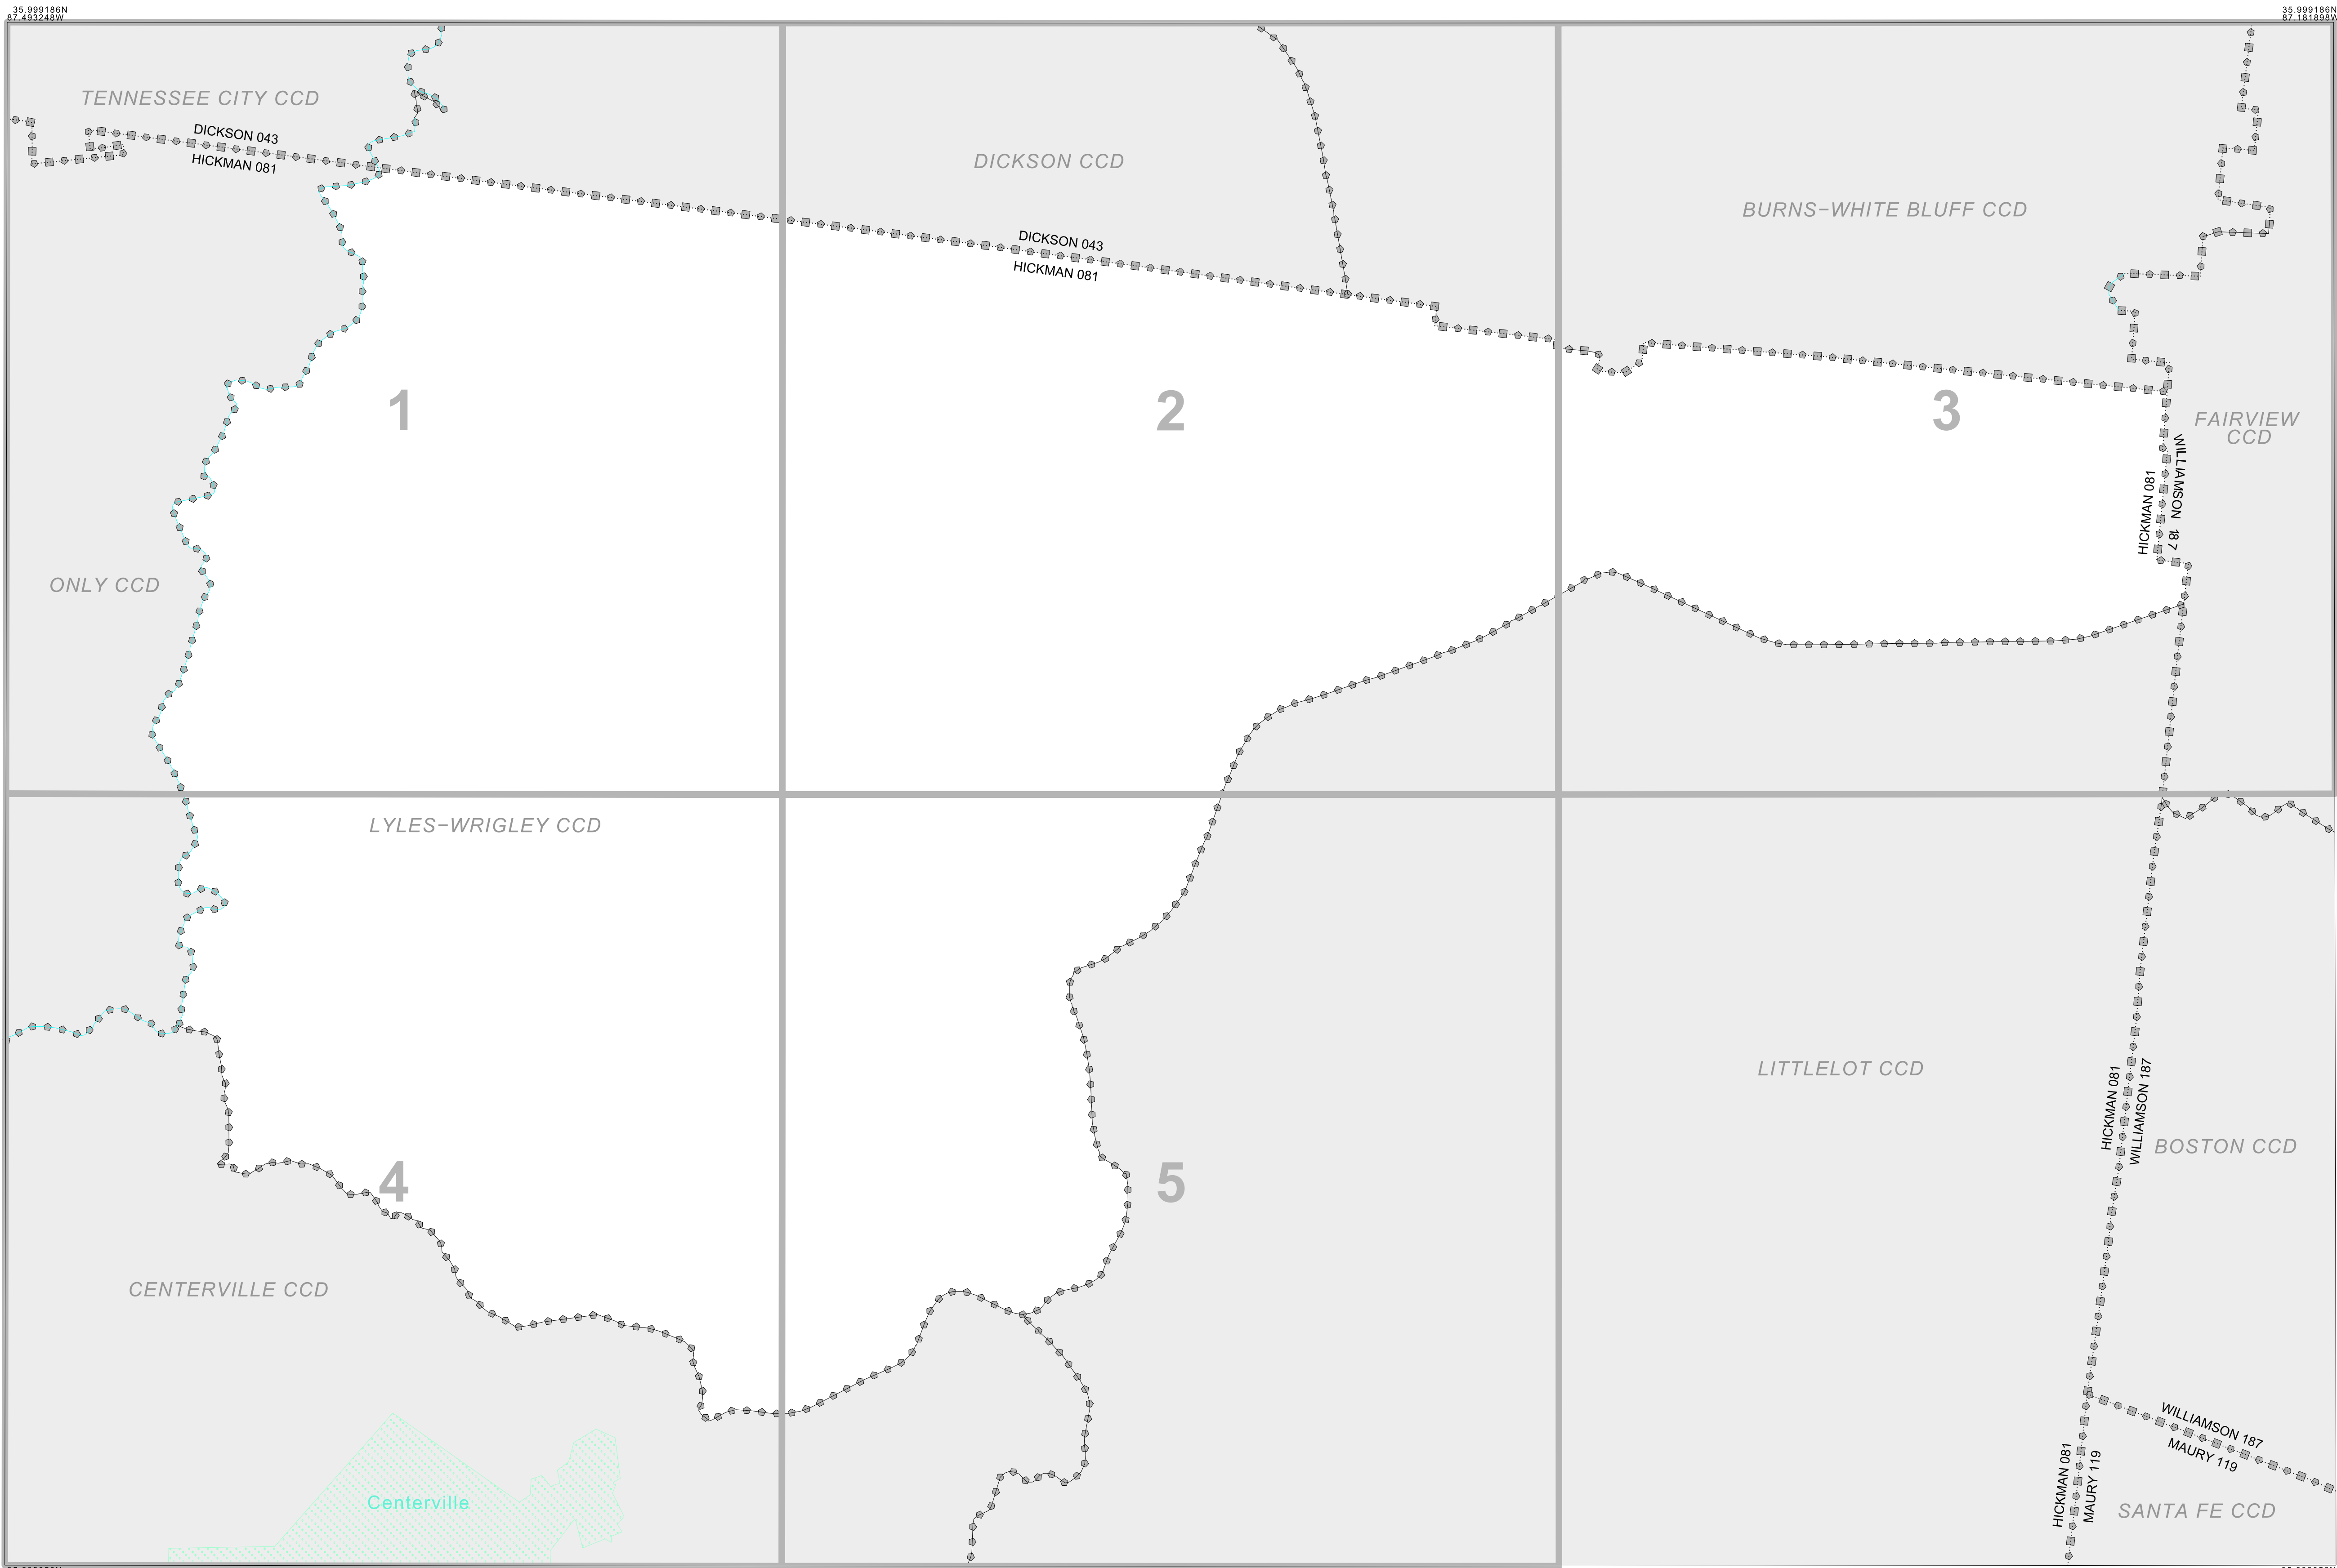 35.999186N
87.493248W
35.999186N
87.181898W
TENNESSEE CITY CCD
DICKSON 043
HICKMAN 081
DICKSON CCD
BURNS–WHITE BLUFF CCD
DICKSON 043
HICKMAN 081
1
2
3
FAIRVIEW
CCD
WILLIAMSON 187
HICKMAN 081
ONLY CCD
LYLES–WRIGLEY CCD
LITTLELOT CCD
HICKMAN 081
WILLIAMSON 187
BOSTON CCD
4
5
CENTERVILLE CCD
WILLIAMSON 187
MAURY 119
HICKMAN 081
MAURY 119
Centerville
SANTA FE CCD